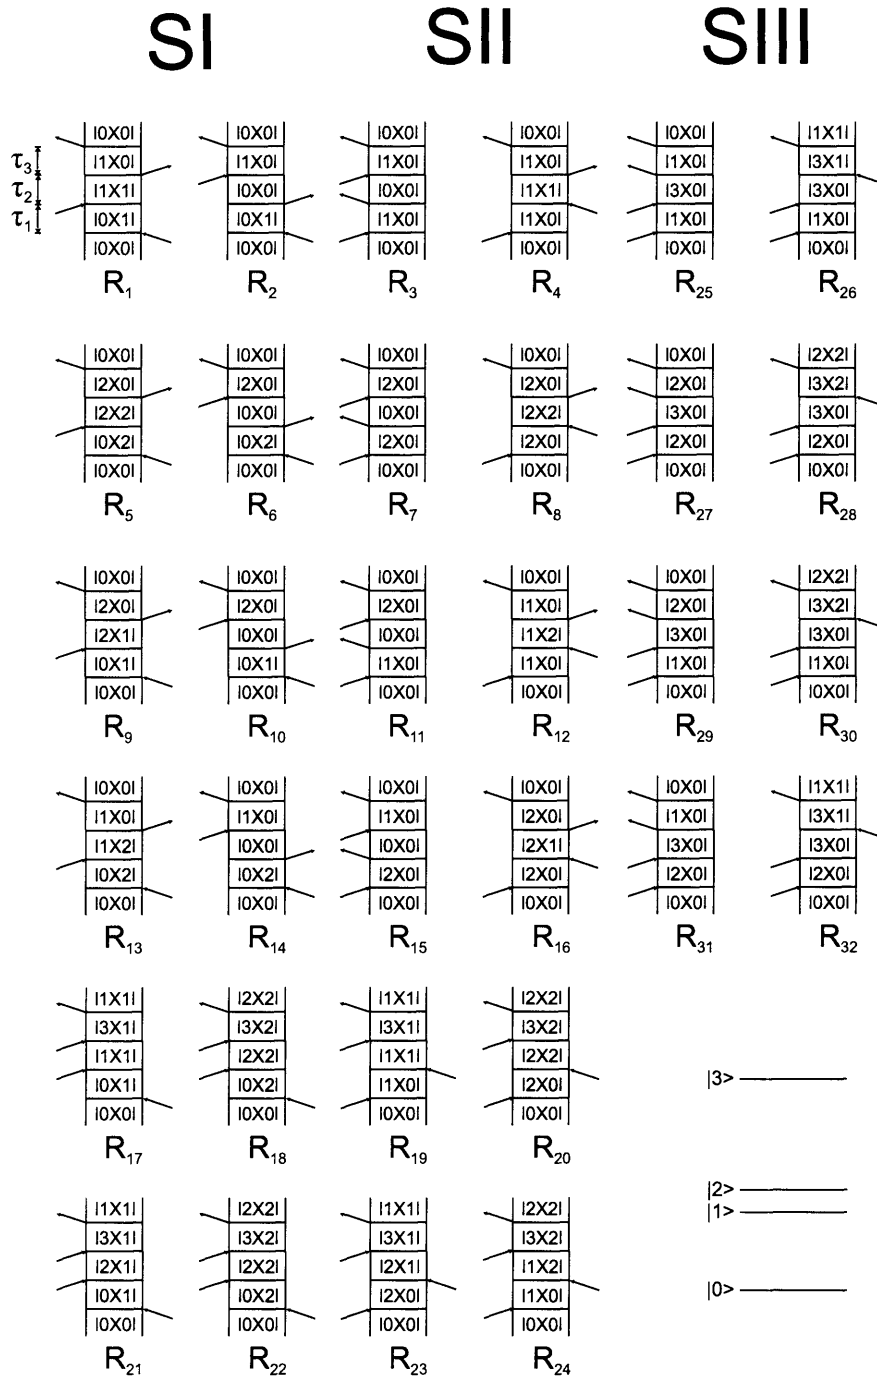 SI SII SIII
|0X0| |0X0| |0X0| |0X0| |0X0| |1X1|
τ₃ |1X0| |1X0| |1X0| |1X0| |1X0| |3X1|
τ₂ |1X1| |0X0| |0X0| |1X1| |3X0| |3X0|
τ₁ |0X1| |0X1| |1X0| |1X0| |1X0| |1X0|
|0X0| |0X0| |0X0| |0X0| |0X0| |0X0|
R₁ R₂ R₃ R₄ R₂₅ R₂₆
|0X0| |0X0| |0X0| |0X0| |0X0| |2X2|
|2X0| |2X0| |2X0| |2X0| |2X0| |3X2|
|2X2| |0X0| |0X0| |2X2| |3X0| |3X0|
|0X2| |0X2| |2X0| |2X0| |2X0| |2X0|
|0X0| |0X0| |0X0| |0X0| |0X0| |0X0|
R₅ R₆ R₇ R₈ R₂₇ R₂₈
|0X0| |0X0| |0X0| |0X0| |0X0| |2X2|
|2X0| |2X0| |2X0| |1X0| |2X0| |3X2|
|2X1| |0X0| |0X0| |1X2| |3X0| |3X0|
|0X1| |0X1| |1X0| |1X0| |1X0| |1X0|
|0X0| |0X0| |0X0| |0X0| |0X0| |0X0|
R₉ R₁₀ R₁₁ R₁₂ R₂₉ R₃₀
|0X0| |0X0| |0X0| |0X0| |0X0| |1X1|
|1X0| |1X0| |1X0| |2X0| |1X0| |3X1|
|1X2| |0X0| |0X0| |2X1| |3X0| |3X0|
|0X2| |0X2| |2X0| |2X0| |2X0| |2X0|
|0X0| |0X0| |0X0| |0X0| |0X0| |0X0|
R₁₃ R₁₄ R₁₅ R₁₆ R₃₁ R₃₂
|1X1| |2X2| |1X1| |2X2|
|3X1| |3X2| |3X1| |3X2|
|1X1| |2X2| |1X1| |2X2|
|0X1| |0X2| |1X0| |2X0| |3>
|0X0| |0X0| |0X0| |0X0|
R₁₇ R₁₈ R₁₉ R₂₀
|2>
|1X1| |2X2| |1X1| |2X2| |1>
|3X1| |3X2| |3X1| |3X2|
|2X1| |2X2| |2X1| |1X2|
|0X1| |0X2| |2X0| |1X0| |0>
|0X0| |0X0| |0X0| |0X0|
R₂₁ R₂₂ R₂₃ R₂₄